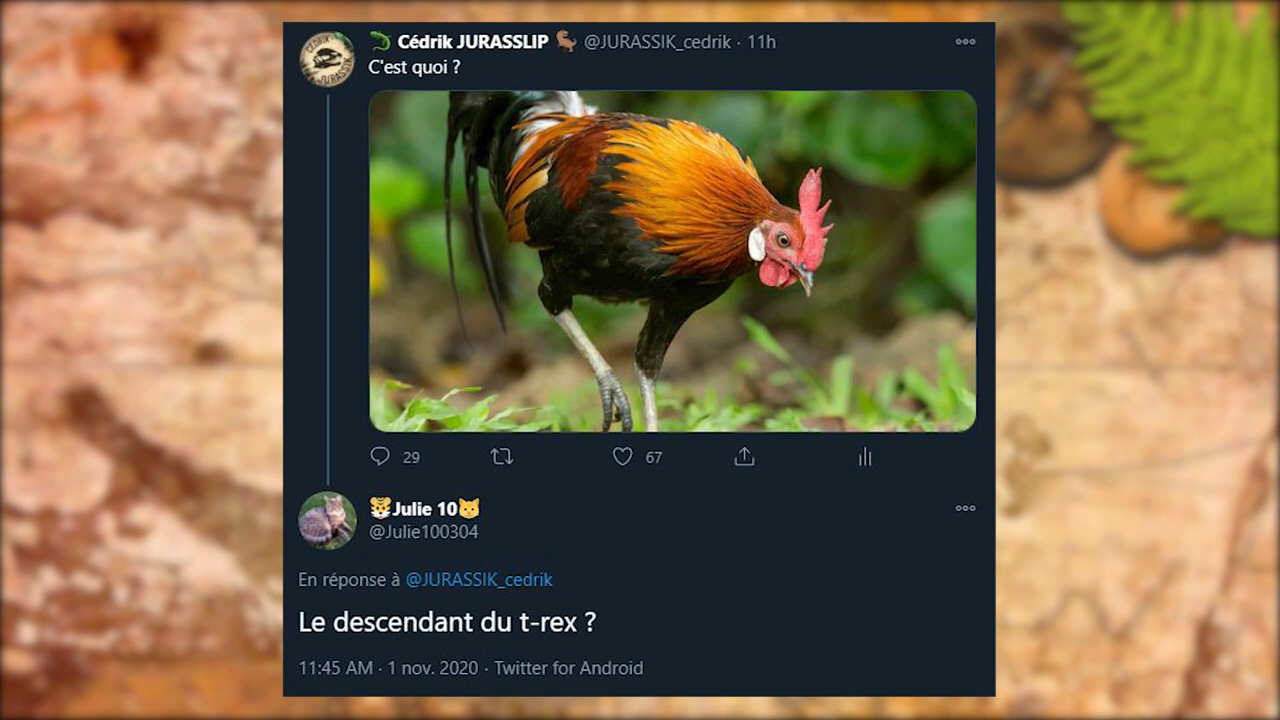 Cédrik JURASSLIP @JURASSIK_cedrik · 11h
C'est quoi ?
29 67
Julie 10
@Julie100304
En réponse à @JURASSIK_cedrik
Le descendant du t-rex ?
11:45 AM · 1 nov. 2020 · Twitter for Android